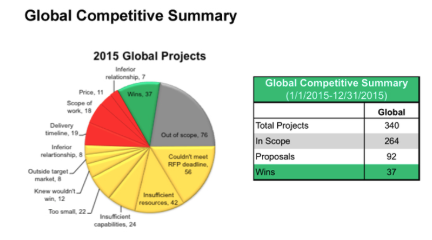 Global Competitive Summary
2015 Global Projects
Inferior
relationship, 7
Price, 11
Wins, 37
Scope of
work, 18
Delivery
timeline, 19
Out of scope, 76
Inferior
relartionship, 8
Couldn't meet
RFP deadline,
56
Outside target
market, 8
Knew wouldn't
win, 12
Insufficient
resources, 42
Too small, 22
Insufficient
capabilities, 24
Global Competitive Summary
(1/1/2015-12/31/2015)
Global
Total Projects 340
In Scope 264
Proposals 92
Wins 37